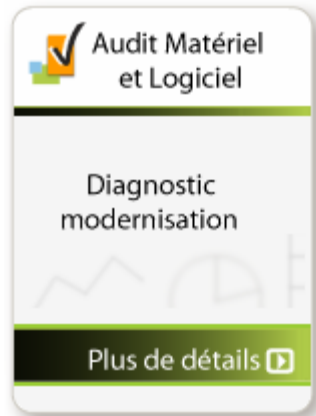 Audit Matériel
et Logiciel
Diagnostic
modernisation
Plus de détails